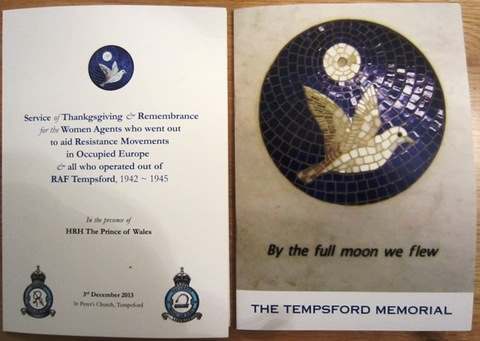 Service of Thankgsgiving & Remembrance
for the Women Agents who went out
to aid Resistance Movements
in Occupied Europe
& all who operated out of
RAF Tempsford, 1942 ~ 1945
In the presence of
HRH The Prince of Wales
3rd December 2013
St Peter's Church, Tempsford
By the full moon we flew
THE TEMPSFORD MEMORIAL